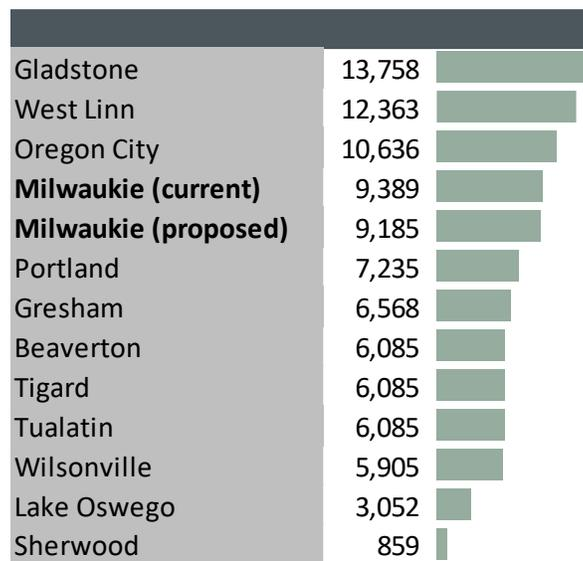 Gladstone 13,758
West Linn 12,363
Oregon City 10,636
Milwaukie (current) 9,389
Milwaukie (proposed) 9,185
Portland 7,235
Gresham 6,568
Beaverton 6,085
Tigard 6,085
Tualatin 6,085
Wilsonville 5,905
Lake Oswego 3,052
Sherwood 859